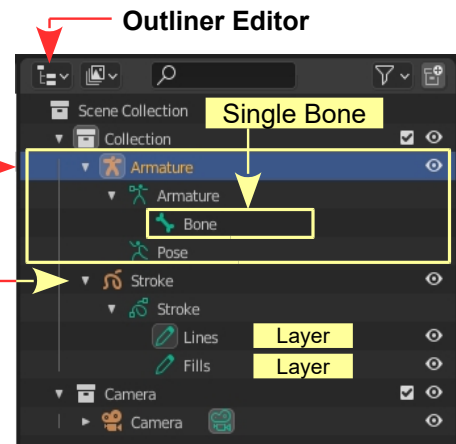 Outliner Editor
Scene Collection
Single Bone
Collection
Armature
Armature
Bone
Pose
Stroke
Stroke
Lines
Layer
Fills
Layer
Camera
Camera